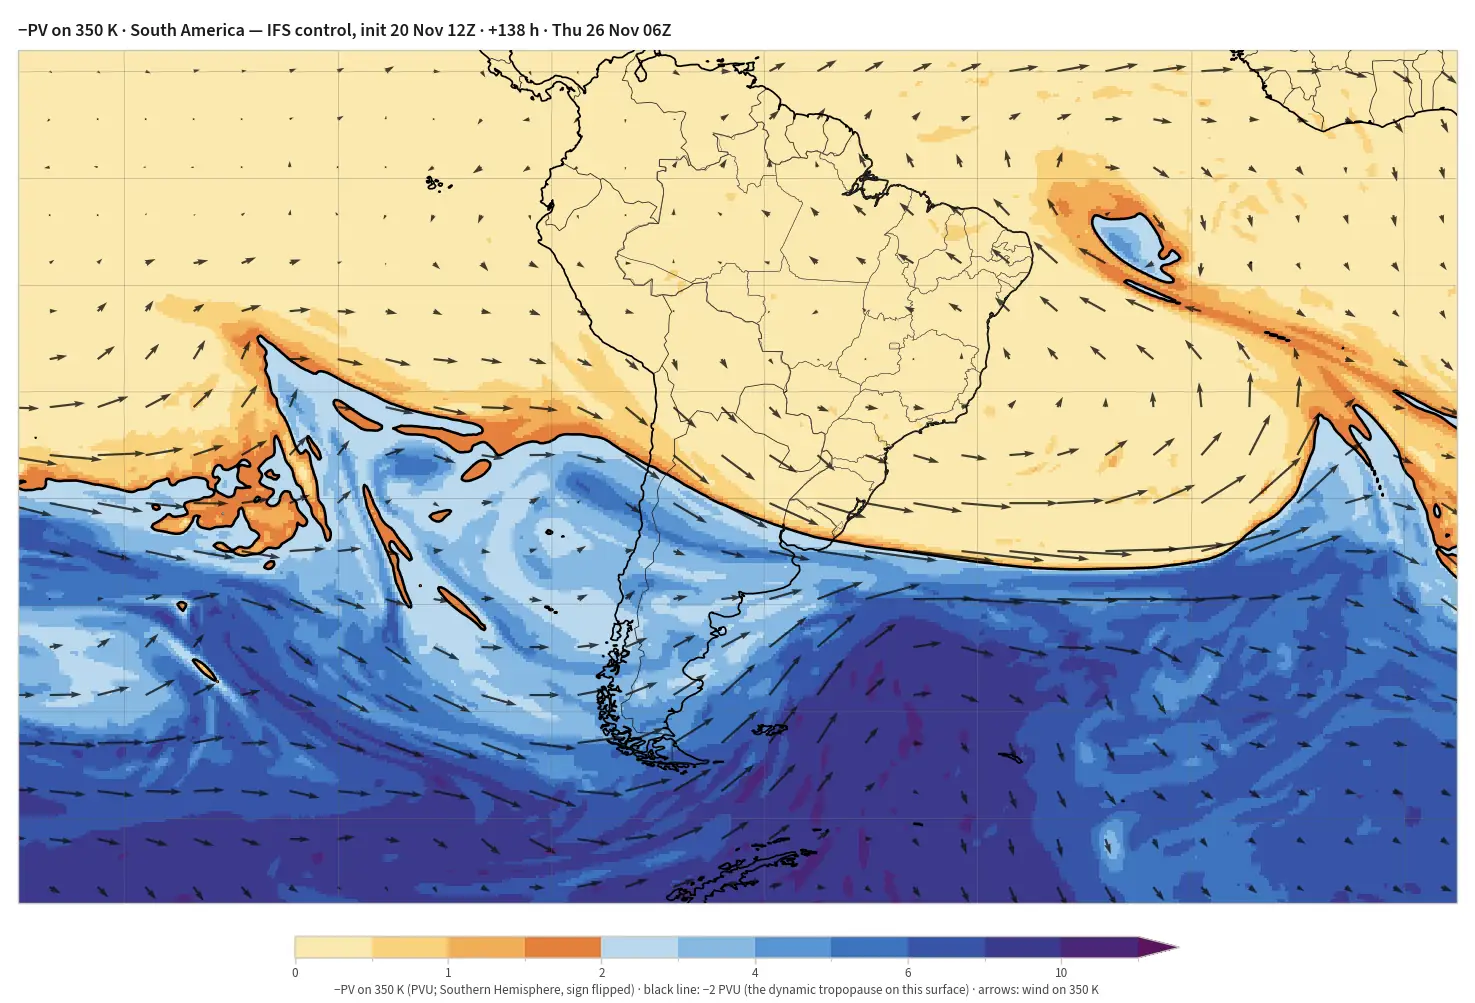 −PV on 350 K · South America — IFS control, init 20 Nov 12Z · +138 h · Thu 26 Nov 06Z
0 1 2 4 6 10
−PV on 350 K (PVU; Southern Hemisphere, sign flipped) · black line: −2 PVU (the dynamic tropopause on this surface) · arrows: wind on 350 K